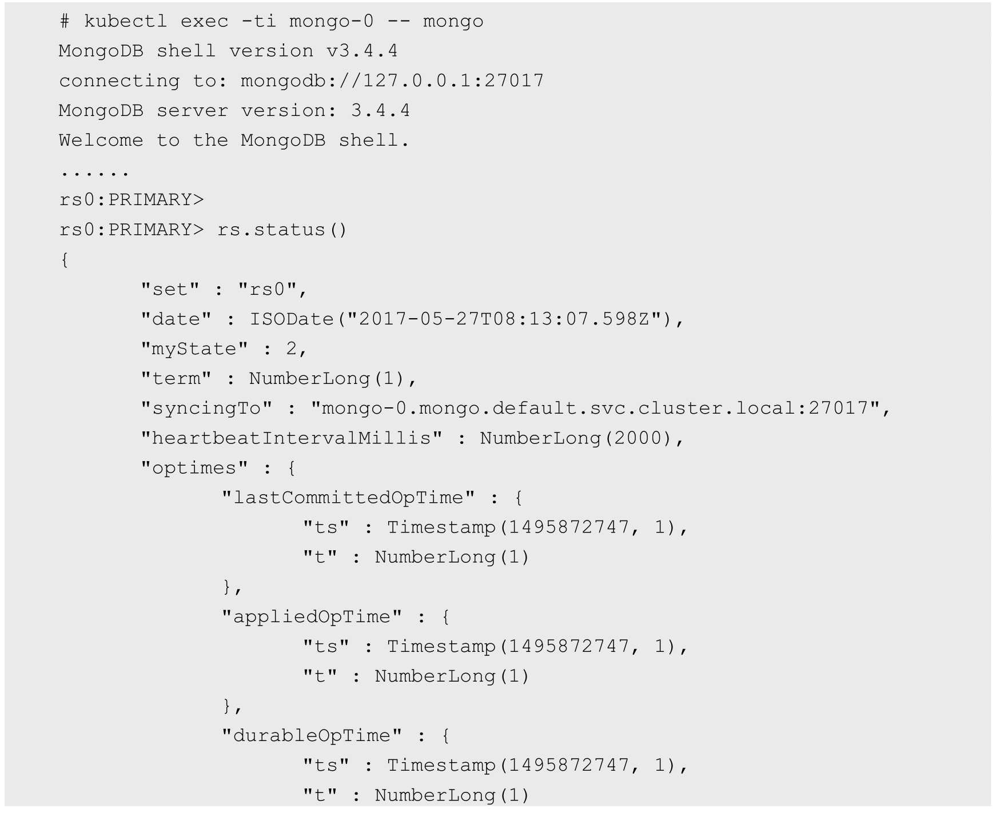 # kubectl exec -ti mongo-0 -- mongo
MongoDB shell version v3.4.4
connecting to: mongodb://127.0.0.1:27017
MongoDB server version: 3.4.4
Welcome to the MongoDB shell.
......
rs0:PRIMARY>
rs0:PRIMARY> rs.status()
{
"set" : "rs0",
"date" : ISODate("2017-05-27T08:13:07.598Z"),
"myState" : 2,
"term" : NumberLong(1),
"syncingTo" : "mongo-0.mongo.default.svc.cluster.local:27017",
"heartbeatIntervalMillis" : NumberLong(2000),
"optimes" : {
"lastCommittedOpTime" : {
"ts" : Timestamp(1495872747, 1),
"t" : NumberLong(1)
},
"appliedOpTime" : {
"ts" : Timestamp(1495872747, 1),
"t" : NumberLong(1)
},
"durableOpTime" : {
"ts" : Timestamp(1495872747, 1),
"t" : NumberLong(1)